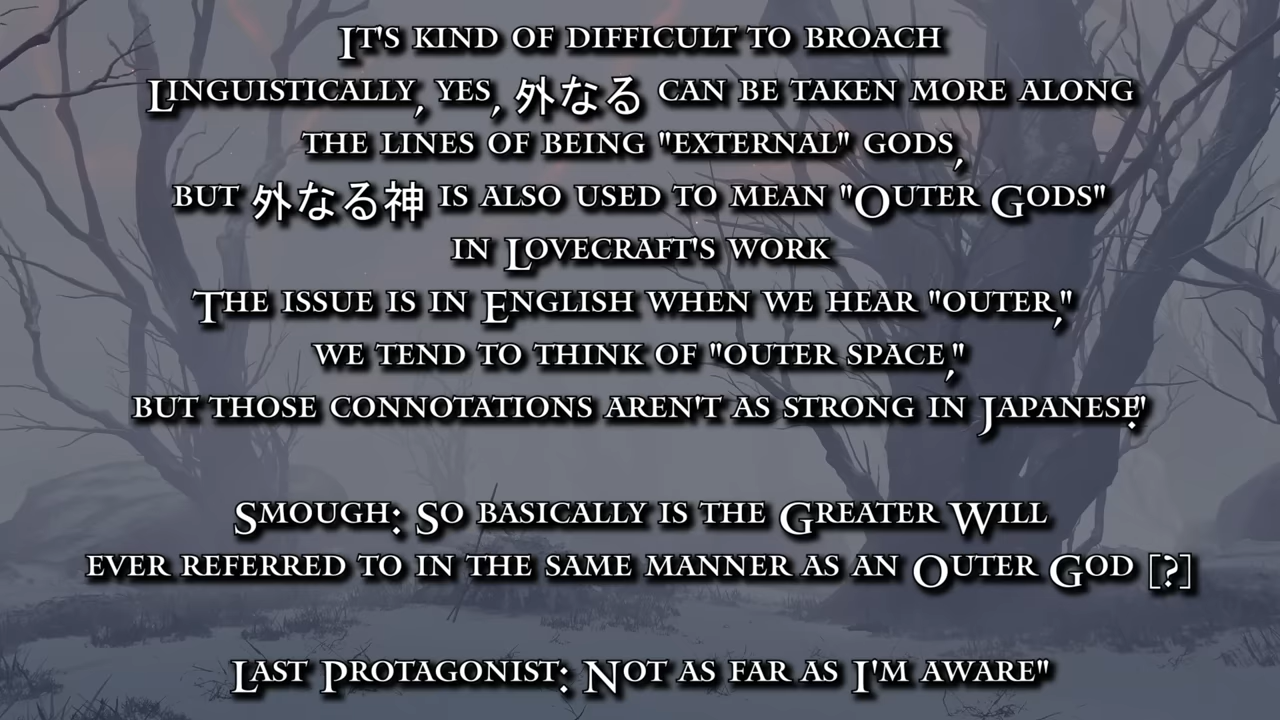 It's kind of difficult to broach
Linguistically, yes, 外なる can be taken more along
the lines of being "external" gods,
but 外なる神 is also used to mean "Outer Gods"
in Lovecraft's work
The issue is in English when we hear "outer,"
we tend to think of "outer space,"
but those connotations aren't as strong in Japanese."
Smough: So basically is the Greater Will
ever referred to in the same manner as an Outer God [?]
Last Protagonist: Not as far as I'm aware"